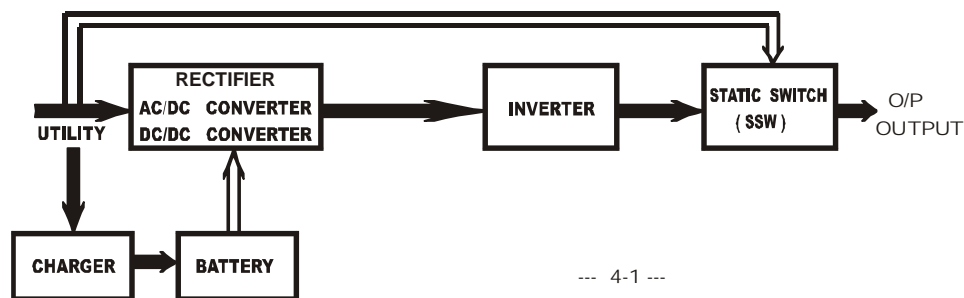 RECTIFIER
AC/DC CONVERTER
DC/DC CONVERTER
INVERTER
STATIC SWITCH
( SSW )
O/P
OUTPUT
UTILITY
CHARGER
BATTERY
--- 4-1 ---